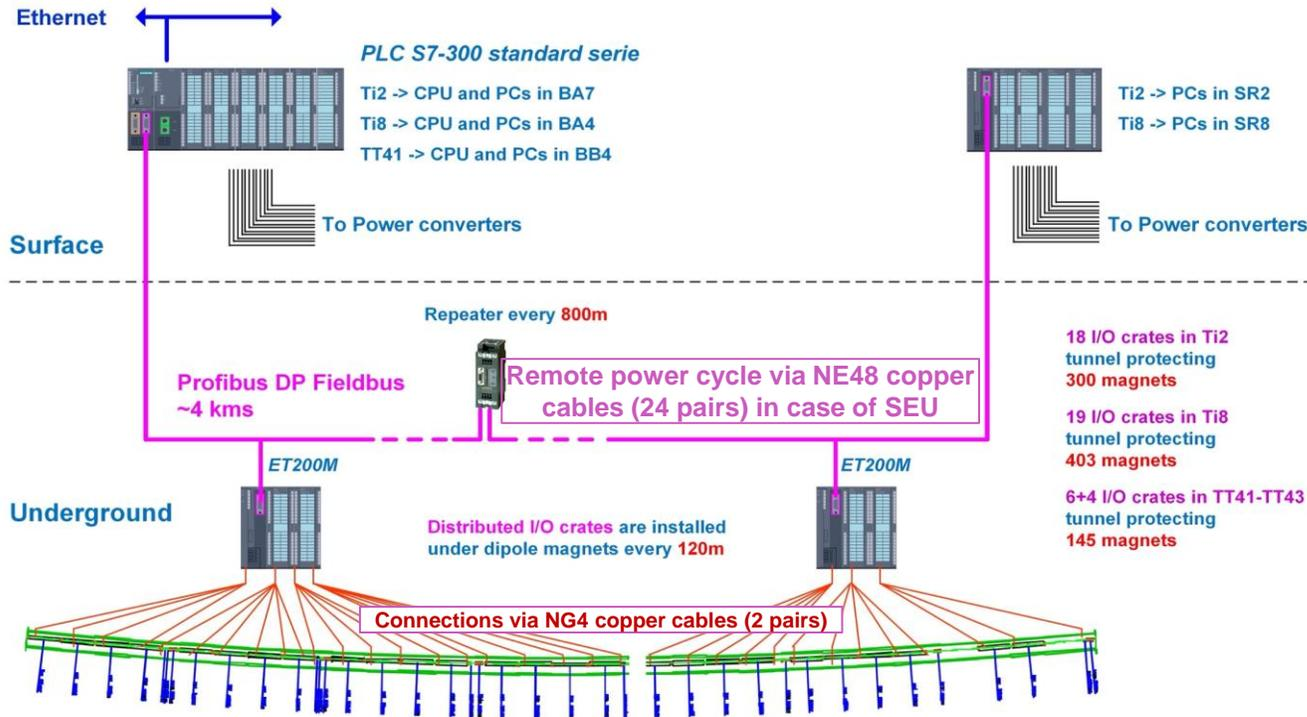 Ethernet
PLC S7-300 standard serie
Ti2 -> CPU and PCs in BA7
Ti8 -> CPU and PCs in BA4
TT41 -> CPU and PCs in BB4
Ti2 -> PCs in SR2
Ti8 -> PCs in SR8
To Power converters
To Power converters
Surface
Repeater every 800m
Profibus DP Fieldbus
~4 kms
Remote power cycle via NE48 copper
cables (24 pairs) in case of SEU
18 I/O crates in Ti2
tunnel protecting
300 magnets
19 I/O crates in Ti8
tunnel protecting
403 magnets
6+4 I/O crates in TT41-TT43
tunnel protecting
145 magnets
ET200M
ET200M
Underground
Distributed I/O crates are installed
under dipole magnets every 120m
Connections via NG4 copper cables (2 pairs)